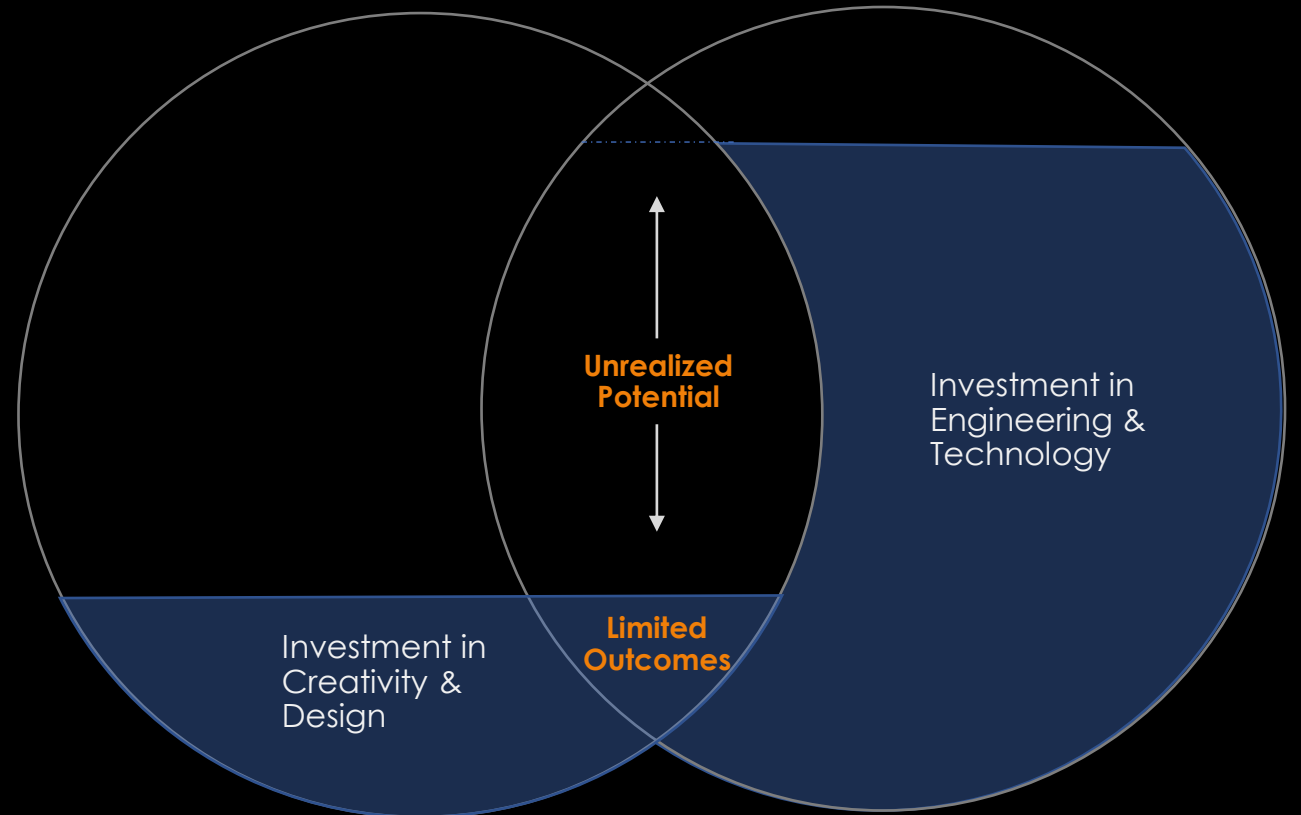 Unrealized
Potential
Investment in
Engineering &
Technology
Limited
Outcomes
Investment in
Creativity &
Design